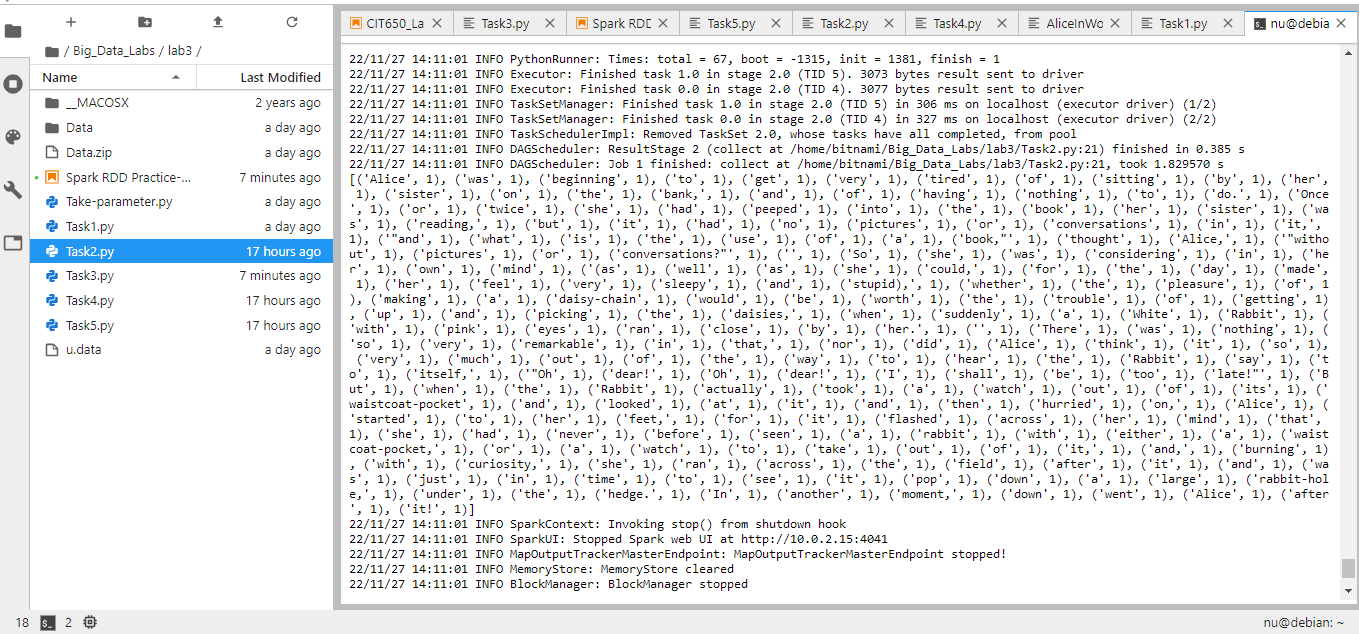 CIT650_La
Task3.py
Spark RDD
Task5.py
Task2.py
Task4.py
AliceInWo
Task1.py
nu@debia
/ Big_Data_Labs / lab3 /
Name Last Modified
__MACOSX 2 years ago
Data a day ago
Data.zip a day ago
Spark RDD Practice-... 7 minutes ago
Take-parameter.py a day ago
Task1.py a day ago
Task2.py 17 hours ago
Task3.py 7 minutes ago
Task4.py 17 hours ago
Task5.py 17 hours ago
u.data a day ago
22/11/27 14:11:01 INFO PythonRunner: Times: total = 67, boot = -1315, init = 1381, finish = 1
22/11/27 14:11:01 INFO Executor: Finished task 1.0 in stage 2.0 (TID 5). 3073 bytes result sent to driver
22/11/27 14:11:01 INFO Executor: Finished task 0.0 in stage 2.0 (TID 4). 3077 bytes result sent to driver
22/11/27 14:11:01 INFO TaskSetManager: Finished task 1.0 in stage 2.0 (TID 5) in 306 ms on localhost (executor driver) (1/2)
22/11/27 14:11:01 INFO TaskSetManager: Finished task 0.0 in stage 2.0 (TID 4) in 327 ms on localhost (executor driver) (2/2)
22/11/27 14:11:01 INFO TaskSchedulerImpl: Removed TaskSet 2.0, whose tasks have all completed, from pool
22/11/27 14:11:01 INFO DAGScheduler: ResultStage 2 (collect at /home/bitnami/Big_Data_Labs/lab3/Task2.py:21) finished in 0.385 s
22/11/27 14:11:01 INFO DAGScheduler: Job 1 finished: collect at /home/bitnami/Big_Data_Labs/lab3/Task2.py:21, took 1.829570 s
[('Alice', 1), ('was', 1), ('beginning', 1), ('to', 1), ('get', 1), ('very', 1), ('tired', 1), ('of', 1), ('sitting', 1), ('by', 1), ('her',
 1), ('sister', 1), ('on', 1), ('the', 1), ('bank,', 1), ('and', 1), ('of', 1), ('having', 1), ('nothing', 1), ('to', 1), ('do.', 1), ('Once
', 1), ('or', 1), ('twice', 1), ('she', 1), ('had', 1), ('peeped', 1), ('into', 1), ('the', 1), ('book', 1), ('her', 1), ('sister', 1), ('wa
s', 1), ('reading,', 1), ('but', 1), ('it', 1), ('had', 1), ('no', 1), ('pictures', 1), ('or', 1), ('conversations', 1), ('in', 1), ('it,',
 1), ('"and', 1), ('what', 1), ('is', 1), ('the', 1), ('use', 1), ('of', 1), ('a', 1), ('book,"', 1), ('thought', 1), ('Alice,', 1), ('"witho
ut', 1), ('pictures', 1), ('or', 1), ('conversations?"', 1), ('', 1), ('So', 1), ('she', 1), ('was', 1), ('considering', 1), ('in', 1), ('he
r', 1), ('own', 1), ('mind', 1), ('(as', 1), ('well', 1), ('as', 1), ('she', 1), ('could,', 1), ('for', 1), ('the', 1), ('day', 1), ('made',
 1), ('her', 1), ('feel', 1), ('very', 1), ('sleepy', 1), ('and', 1), ('stupid),', 1), ('whether', 1), ('the', 1), ('pleasure', 1), ('of', 1
), ('making', 1), ('a', 1), ('daisy-chain', 1), ('would', 1), ('be', 1), ('worth', 1), ('the', 1), ('trouble', 1), ('of', 1), ('getting', 1)
, ('up', 1), ('and', 1), ('picking', 1), ('the', 1), ('daisies,', 1), ('when', 1), ('suddenly', 1), ('a', 1), ('White', 1), ('Rabbit', 1), (
'with', 1), ('pink', 1), ('eyes', 1), ('ran', 1), ('close', 1), ('by', 1), ('her.', 1), ('', 1), ('There', 1), ('was', 1), ('nothing', 1), (
'so', 1), ('very', 1), ('remarkable', 1), ('in', 1), ('that,', 1), ('nor', 1), ('did', 1), ('Alice', 1), ('think', 1), ('it', 1), ('so', 1),
 ('very', 1), ('much', 1), ('out', 1), ('of', 1), ('the', 1), ('way', 1), ('to', 1), ('hear', 1), ('the', 1), ('Rabbit', 1), ('say', 1), ('t
o', 1), ('itself,', 1), ('"Oh', 1), ('dear!', 1), ('Oh', 1), ('dear!', 1), ('I', 1), ('shall', 1), ('be', 1), ('too', 1), ('late!"', 1), ('B
ut', 1), ('when', 1), ('the', 1), ('Rabbit', 1), ('actually', 1), ('took', 1), ('a', 1), ('watch', 1), ('out', 1), ('of', 1), ('its', 1), ('
waistcoat-pocket', 1), ('and', 1), ('looked', 1), ('at', 1), ('it', 1), ('and', 1), ('then', 1), ('hurried', 1), ('on,', 1), ('Alice', 1), (
'started', 1), ('to', 1), ('her', 1), ('feet,', 1), ('for', 1), ('it', 1), ('flashed', 1), ('across', 1), ('her', 1), ('mind', 1), ('that',
1), ('she', 1), ('had', 1), ('never', 1), ('before', 1), ('seen', 1), ('a', 1), ('rabbit', 1), ('with', 1), ('either', 1), ('a', 1), ('waist
coat-pocket,', 1), ('or', 1), ('a', 1), ('watch', 1), ('to', 1), ('take', 1), ('out', 1), ('of', 1), ('it,', 1), ('and,', 1), ('burning', 1)
, ('with', 1), ('curiosity,', 1), ('she', 1), ('ran', 1), ('across', 1), ('the', 1), ('field', 1), ('after', 1), ('it', 1), ('and', 1), ('wa
s', 1), ('just', 1), ('in', 1), ('time', 1), ('to', 1), ('see', 1), ('it', 1), ('pop', 1), ('down', 1), ('a', 1), ('large', 1), ('rabbit-hol
e,', 1), ('under', 1), ('the', 1), ('hedge.', 1), ('In', 1), ('another', 1), ('moment,', 1), ('down', 1), ('went', 1), ('Alice', 1), ('after
', 1), ('it!', 1)]
22/11/27 14:11:01 INFO SparkContext: Invoking stop() from shutdown hook
22/11/27 14:11:01 INFO SparkUI: Stopped Spark web UI at http://10.0.2.15:4041
22/11/27 14:11:01 INFO MapOutputTrackerMasterEndpoint: MapOutputTrackerMasterEndpoint stopped!
22/11/27 14:11:01 INFO MemoryStore: MemoryStore cleared
22/11/27 14:11:01 INFO BlockManager: BlockManager stopped
18 2 nu@debian: ~